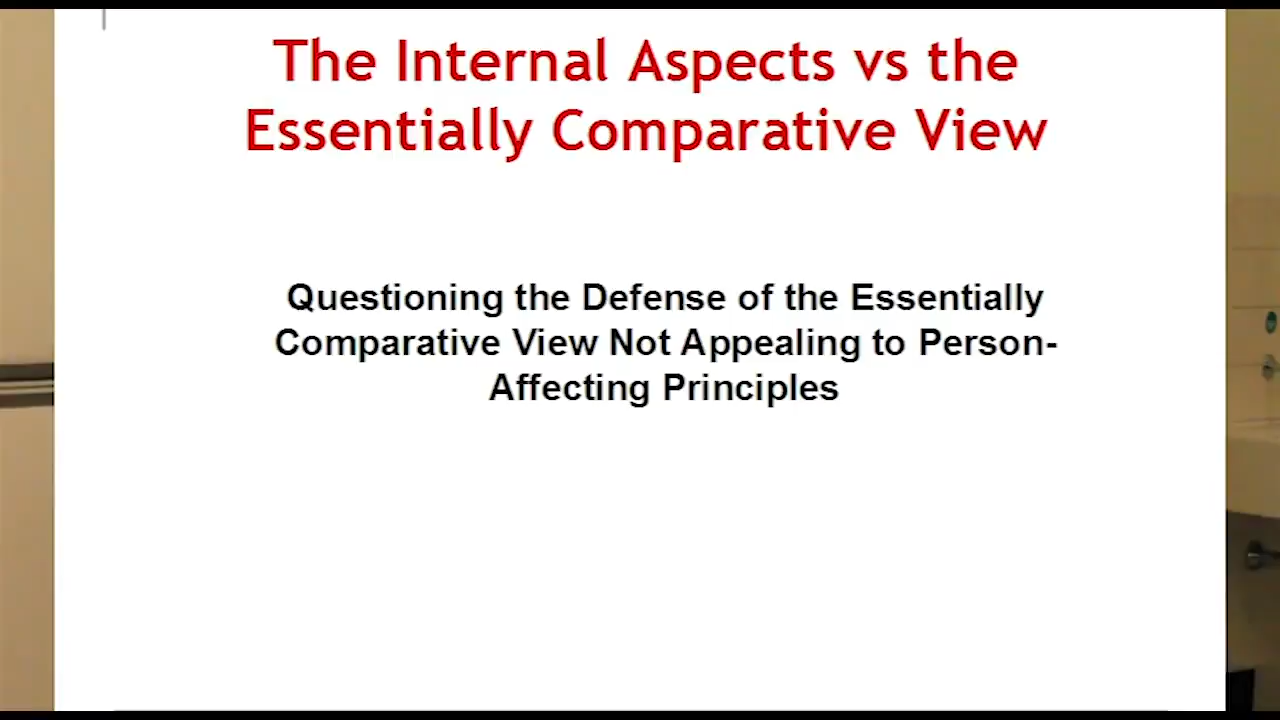 The Internal Aspects vs the
Essentially Comparative View
Questioning the Defense of the Essentially
Comparative View Not Appealing to Person-
Affecting Principles